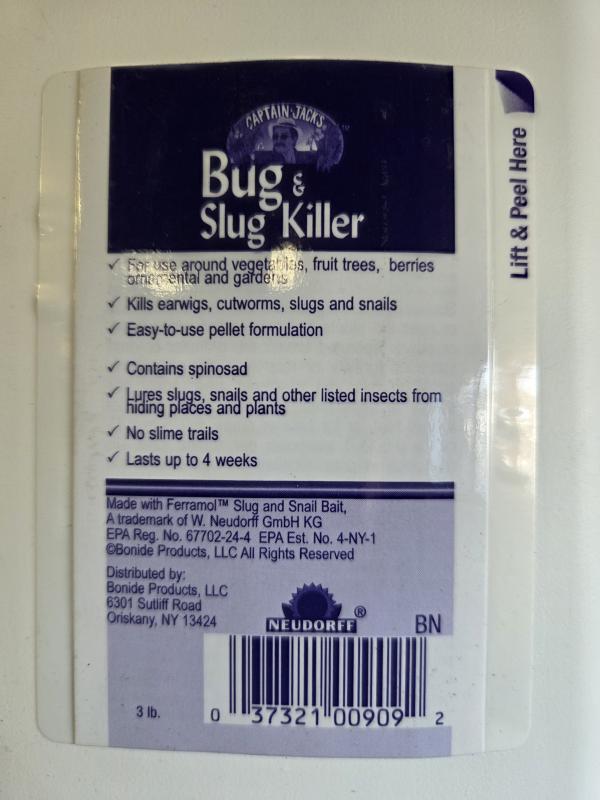 CAPTAIN JACK'S
Bug &
Slug Killer
Lift & Peel Here
✓ For use around vegetables, fruit trees, berries
ornamental and gardens
✓ Kills earwigs, cutworms, slugs and snails
✓ Easy-to-use pellet formulation
✓ Contains spinosad
✓ Lures slugs, snails and other listed insects from
hiding places and plants
✓ No slime trails
✓ Lasts up to 4 weeks
Made with Ferramol™ Slug and Snail Bait,
A trademark of W. Neudorff GmbH KG
EPA Reg. No. 67702-24-4 EPA Est. No. 4-NY-1
©Bonide Products, LLC All Rights Reserved
Distributed by:
Bonide Products, LLC
6301 Sutliff Road
Oriskany, NY 13424
NEUDORFF®
BN
3 lb.
0 37321 00909 2